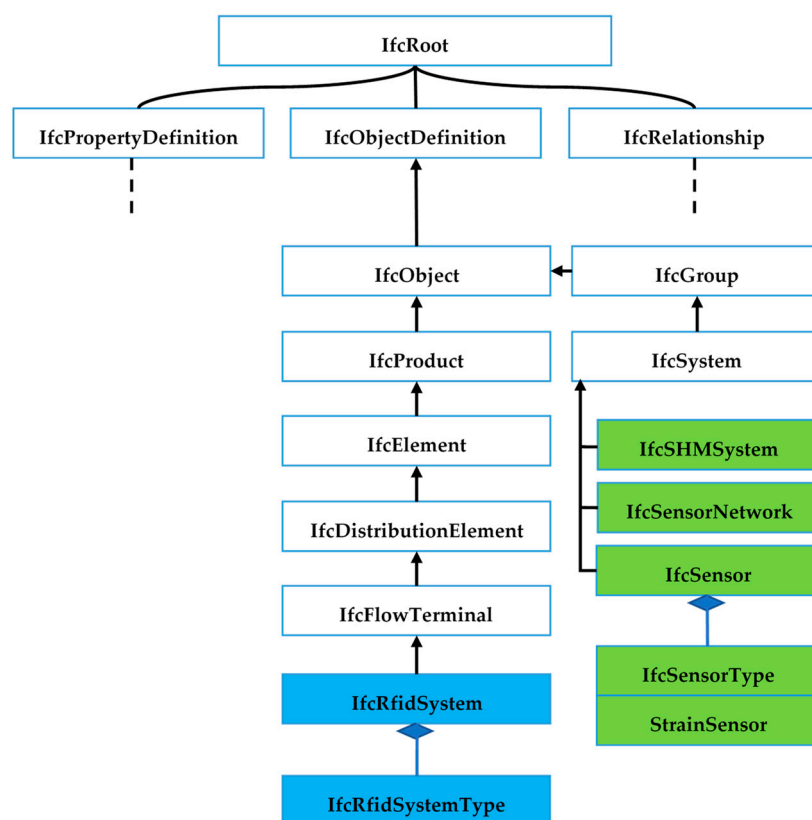 IfcRoot
IfcPropertyDefinition
IfcObjectDefinition
IfcRelationship
IfcObject
IfcGroup
IfcProduct
IfcSystem
IfcElement
IfcSHMSystem
IfcDistributionElement
IfcSensorNetwork
IfcFlowTerminal
IfcSensor
IfcRfidSystem
IfcSensorType
StrainSensor
IfcRfidSystemType